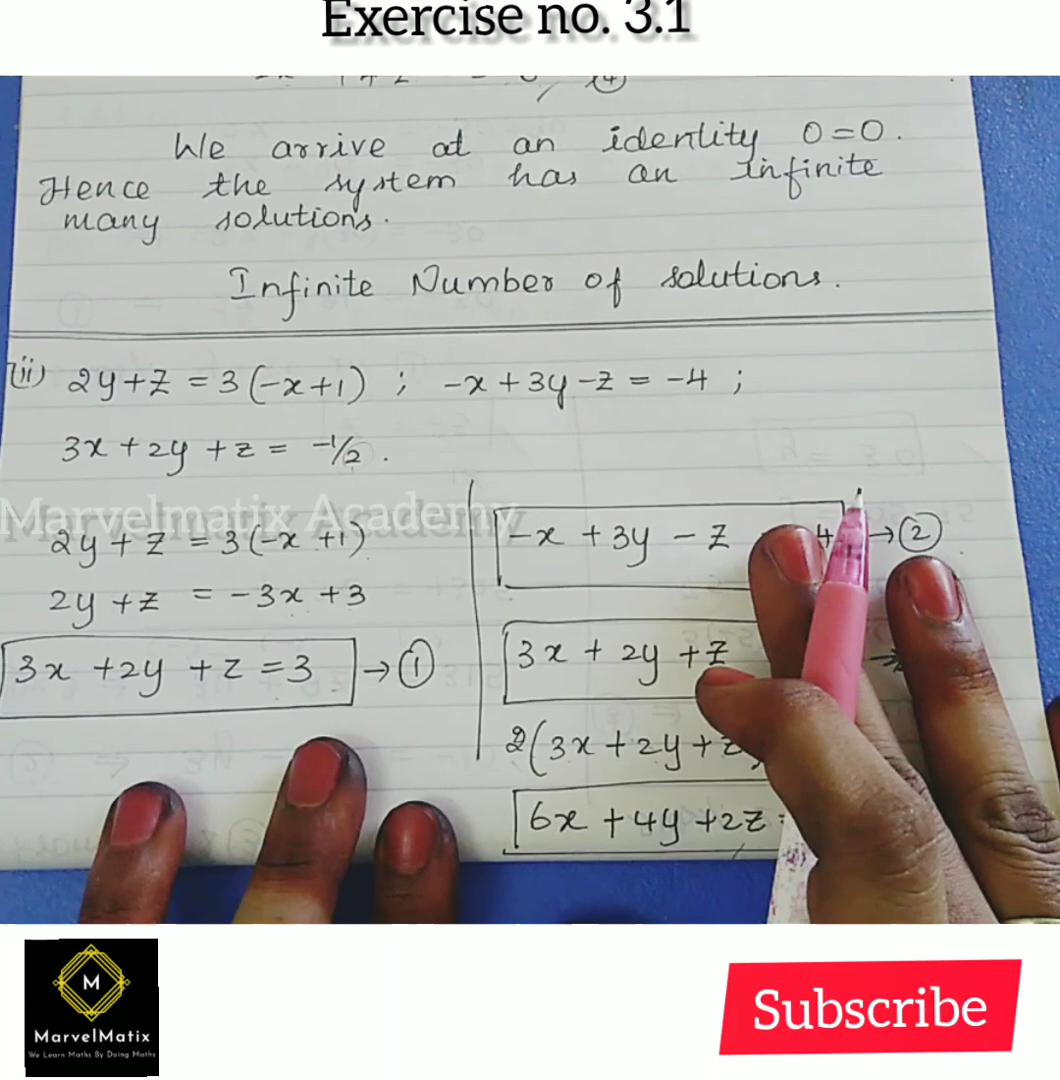 Exercise no. 3.1
We arrive at an identity 0=0.
Hence the system has an infinite
many solutions.
Infinite Number of solutions.
(ii) 2y+z = 3(-x+1) ; -x+3y-z = -4 ;
3x+2y+z = -1/2.
Marvelmatix Academy
2y+z = 3(-x+1)
2y+z = -3x+3
3x+2y+z=3 → ①
-x+3y-z 4 → ②
3x+2y+z
2(3x+2y+z
6x+4y+2z
M
MarvelMatix
We Learn Maths By Doing Maths
Subscribe